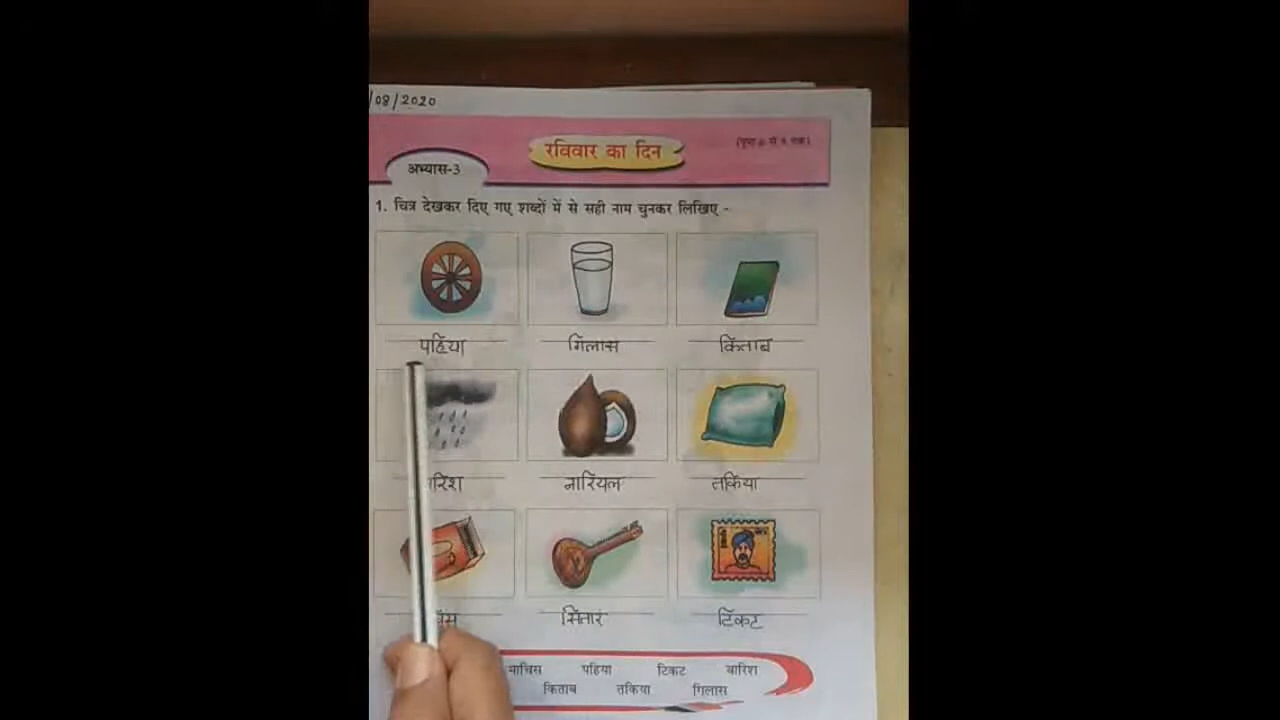 /08/2020
रविवार का दिन
अभ्यास-3
1. चित्र देखकर दिए गए शब्दों में से सही नाम चुनकर लिखिए -
पहिया गिलास किताब
नारियल तकिया
सितार टिकट
माचिस पहिया टिकट बारिश
किताब तकिया गिलास